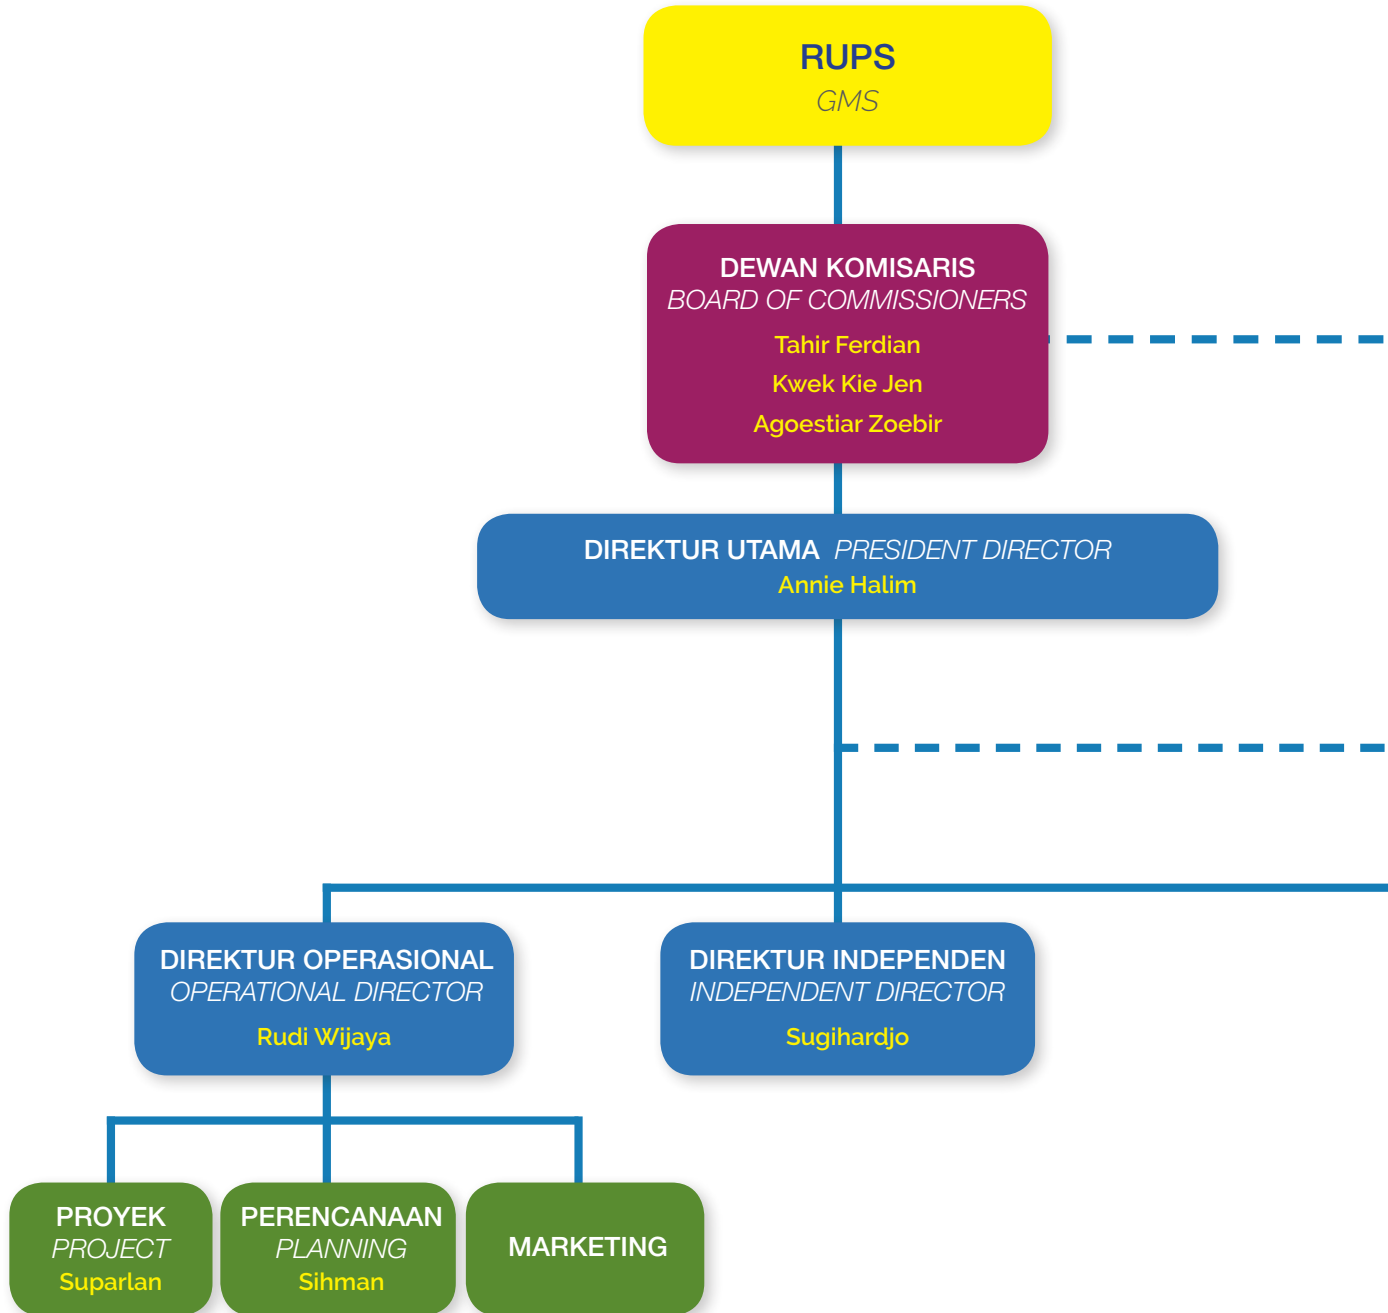 RUPS
GMS
DEWAN KOMISARIS
BOARD OF COMMISSIONERS
Tahir Ferdian
Kwek Kie Jen
Agoestiar Zoebir
DIREKTUR UTAMA PRESIDENT DIRECTOR
Annie Halim
DIREKTUR OPERASIONAL
OPERATIONAL DIRECTOR
Rudi Wijaya
DIREKTUR INDEPENDEN
INDEPENDENT DIRECTOR
Sugihardjo
PROYEK
PROJECT
Suparlan
PERENCANAAN
PLANNING
Sihman
MARKETING